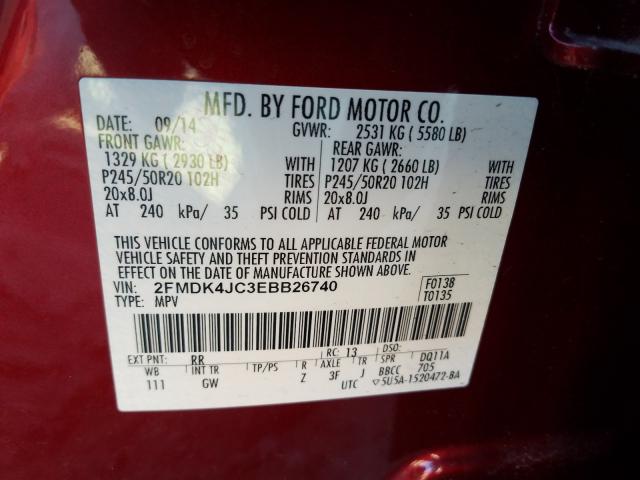 MFD. BY FORD MOTOR CO.
DATE: 09/14 GVWR: 2531 KG ( 5580 LB)
FRONT GAWR: REAR GAWR:
1329 KG ( 2930 LB) WITH 1207 KG ( 2660 LB) WITH
P245/50R20 102H TIRES P245/50R20 102H TIRES
20x8.0J RIMS 20x8.0J RIMS
AT 240 kPa/ 35 PSI COLD AT 240 kPa/ 35 PSI COLD
THIS VEHICLE CONFORMS TO ALL APPLICABLE FEDERAL MOTOR
VEHICLE SAFETY AND THEFT PREVENTION STANDARDS IN
EFFECT ON THE DATE OF MANUFACTURE SHOWN ABOVE.
VIN: 2FMDK4JC3EBB26740 F0138
TYPE: MPV T0135
EXT PNT: RR RC: 13 DSO:
WB INT TR TP/PS R AXLE TR SPR DQ11A
111 GW Z 3F J BBCC 705
UTC ▽5U5A-1520472-BA